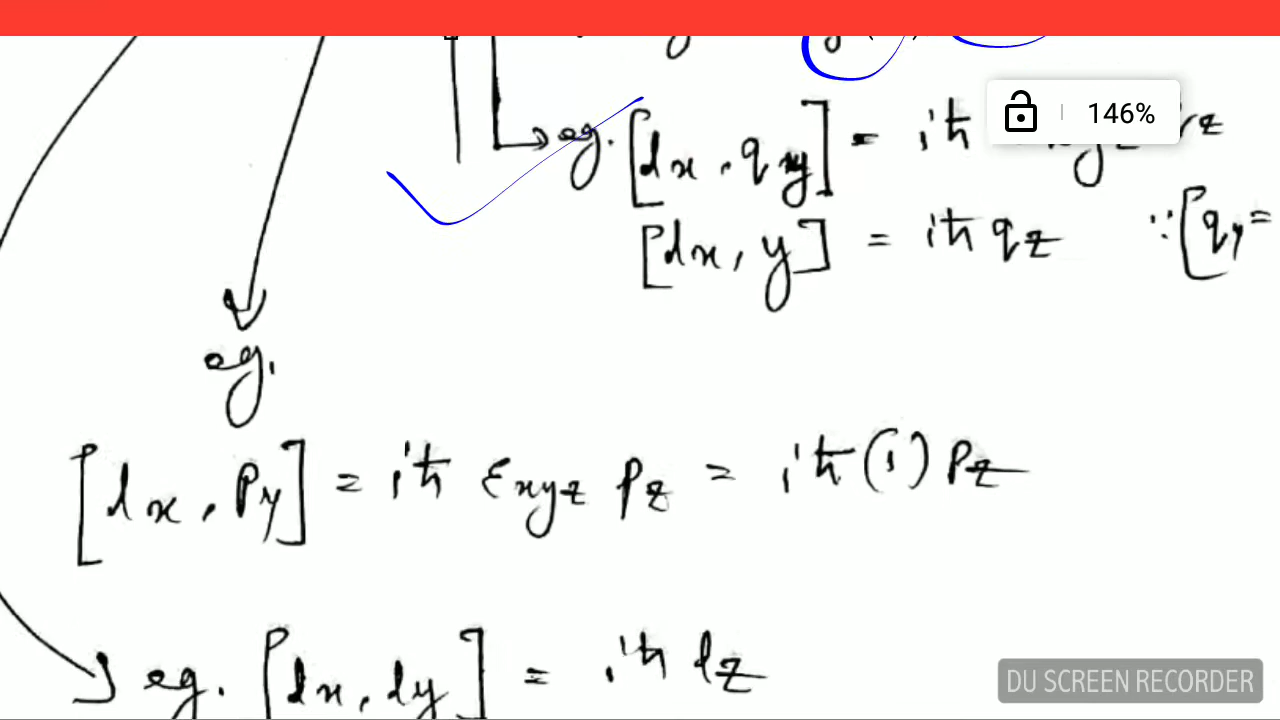 146%
eg. [lx, qy] = iħ z
[lx, y] = iħ qz ∵ [qy =
eg.
[lx, Py] = iħ εxyz Pz = iħ (1) Pz
eg. [lx, ly] = iħ lz
DU SCREEN RECORDER